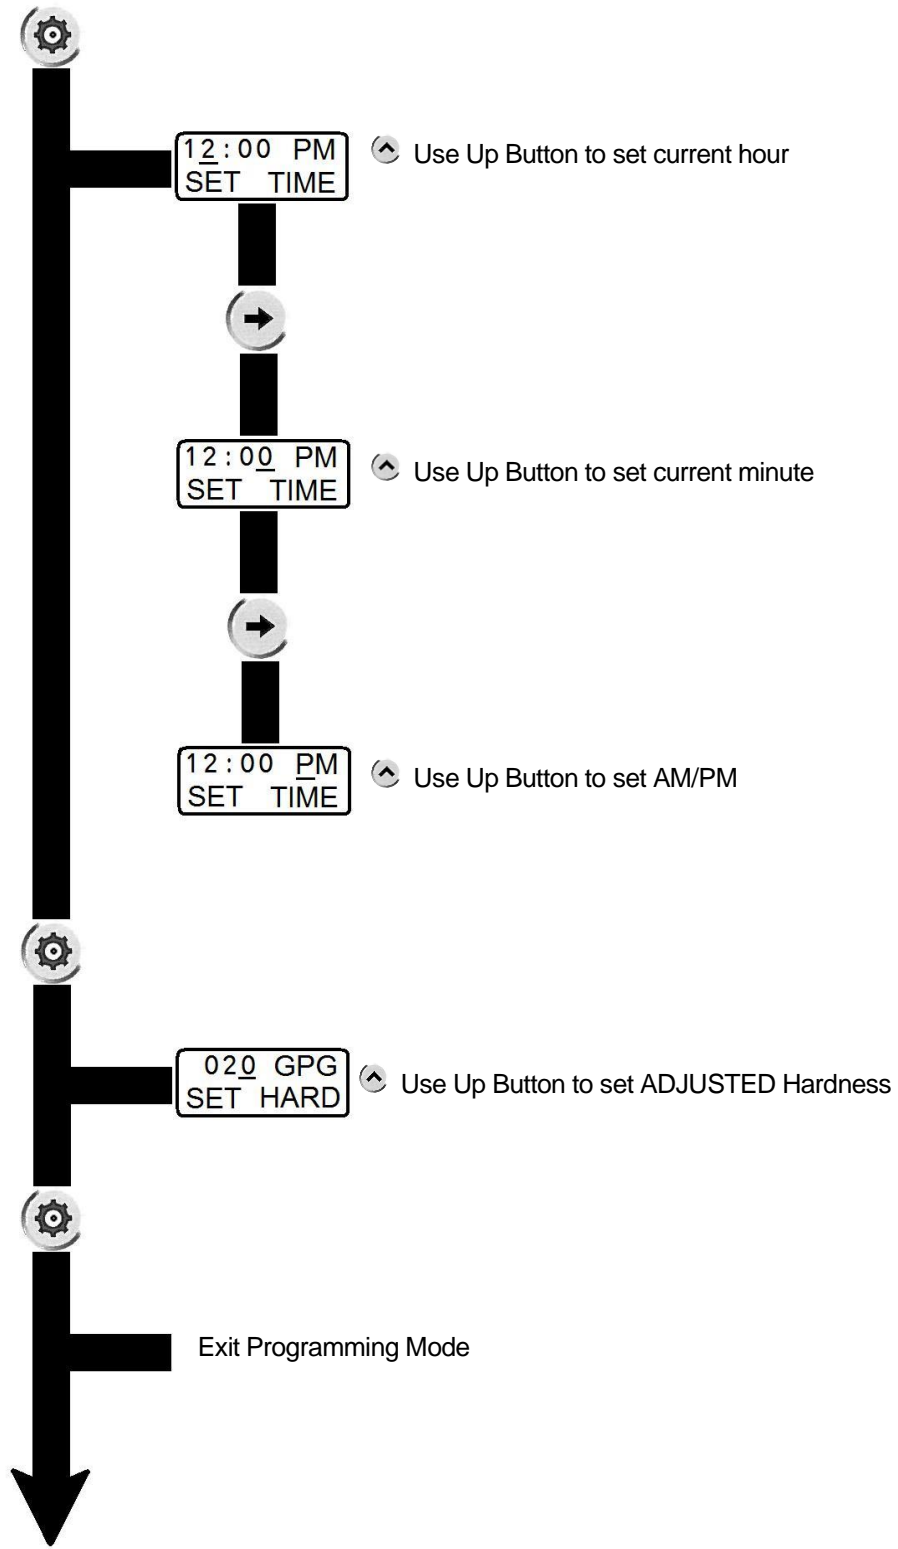 12:00 PM
SET TIME
Use Up Button to set current hour
12:00 PM
SET TIME
Use Up Button to set current minute
12:00 PM
SET TIME
Use Up Button to set AM/PM
020 GPG
SET HARD
Use Up Button to set ADJUSTED Hardness
Exit Programming Mode